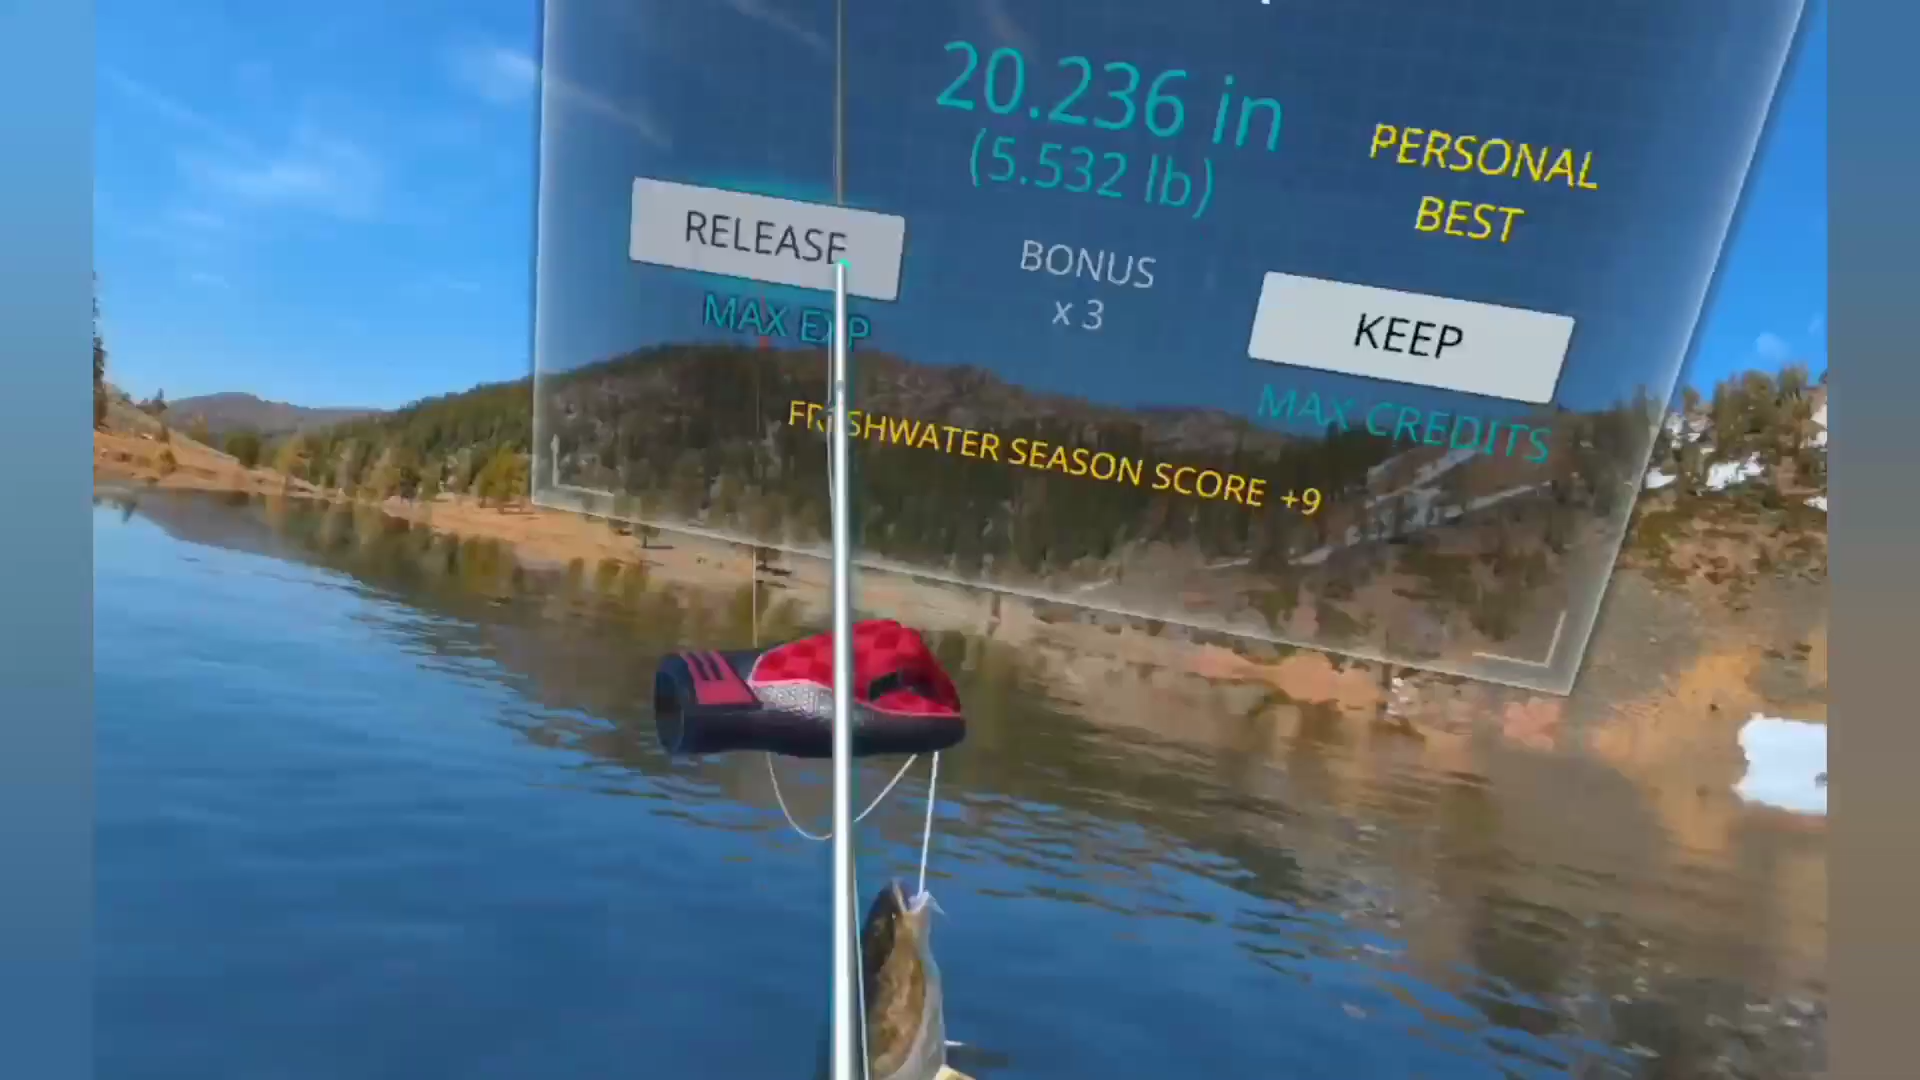 20.236 in
(5.532 lb)
PERSONAL
BEST
RELEASE
MAX EXP
BONUS
x 3
KEEP
MAX CREDITS
FRESHWATER SEASON SCORE +9